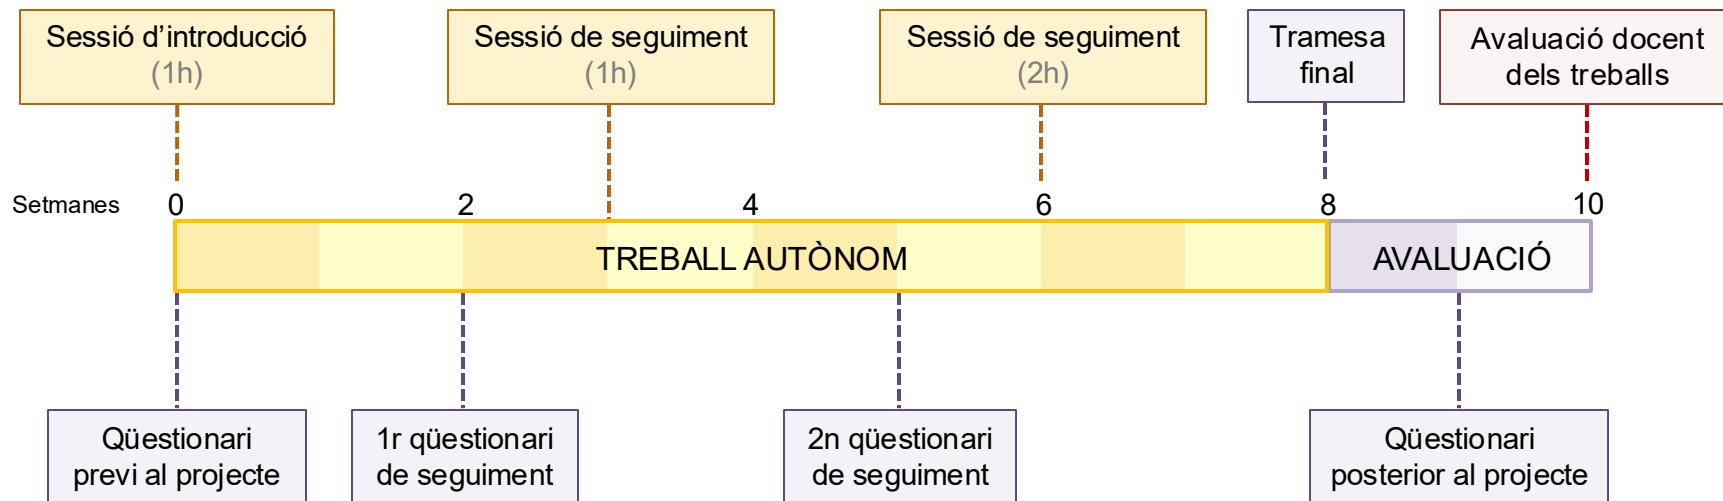 Sessió d'introducció
(1h)
Sessió de seguiment
(1h)
Sessió de seguiment
(2h)
Tramesa
final
Avaluació docent
dels treballs
Setmanes
0
2
4
6
8
10
TREBALL AUTÒNOM
AVALUACIÓ
Qüestionari
previ al projecte
1r qüestionari
de seguiment
2n qüestionari
de seguiment
Qüestionari
posterior al projecte